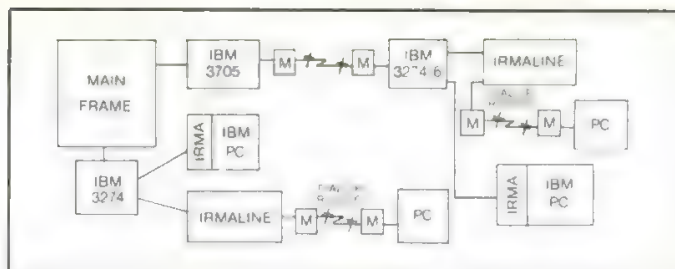 MAIN
FRAME
IBM
3705
M
M
IBM
IRMALINE
M
M
PC
IRMA
IBM
PC
IBM
3274
IRMA
IBM
PC
IRMALINE
M
M
PC